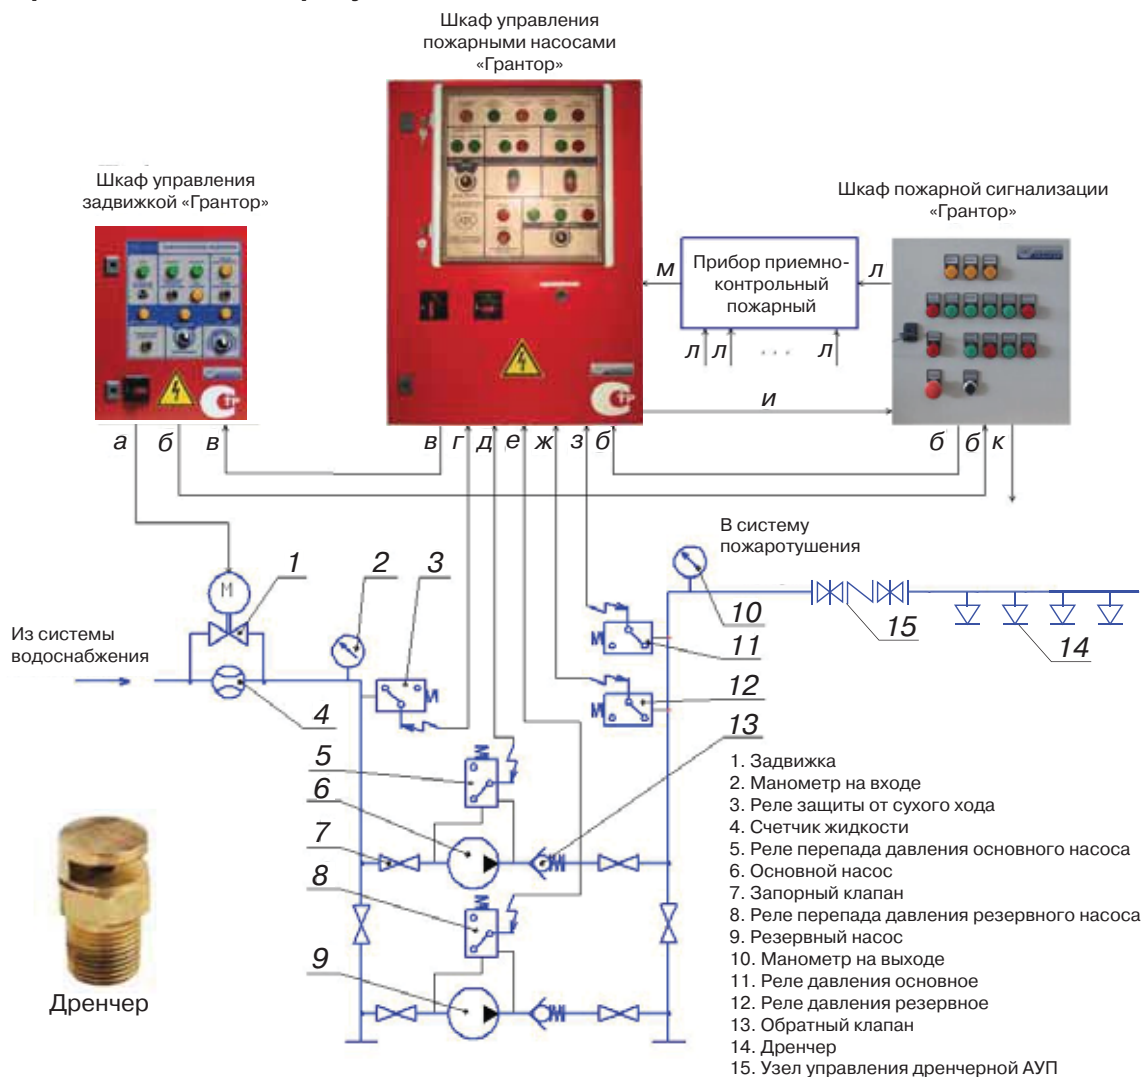 Шкаф управления
пожарными насосами
«Грантор»
Шкаф управления
задвижкой «Грантор»
Шкаф пожарной сигнализации
«Грантор»
Прибор приемно-
контрольный
пожарный
м
л
л л . . . л
и
а б в
в г д е ж з б
б б к
В систему
пожаротушения
Из системы
водоснабжения
М
1
2
3
4
5
6
7
8
9
10
11
12
13
14
15
Дренчер
1. Задвижка
2. Манометр на входе
3. Реле защиты от сухого хода
4. Счетчик жидкости
5. Реле перепада давления основного насоса
6. Основной насос
7. Запорный клапан
8. Реле перепада давления резервного насоса
9. Резервный насос
10. Манометр на выходе
11. Реле давления основное
12. Реле давления резервное
13. Обратный клапан
14. Дренчер
15. Узел управления дренчерной АУП